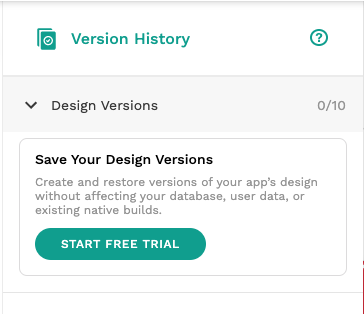 Version History
Design Versions 0/10
Save Your Design Versions
Create and restore versions of your app's design
without affecting your database, user data, or
existing native builds.
START FREE TRIAL